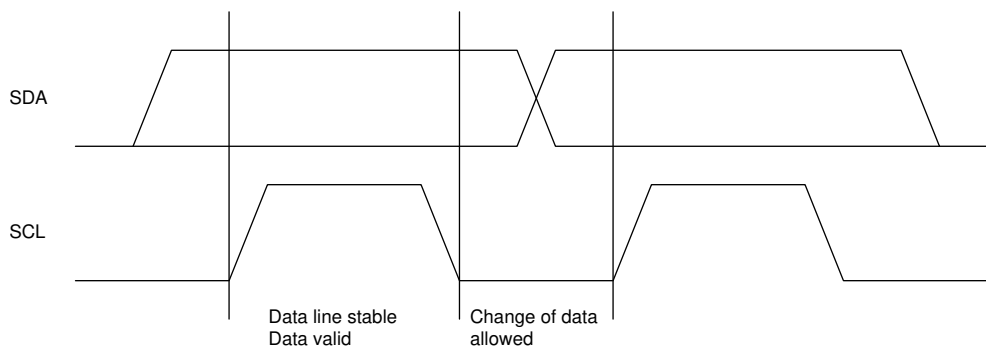 SDA
SCL
Data line stable
Data valid
Change of data
allowed